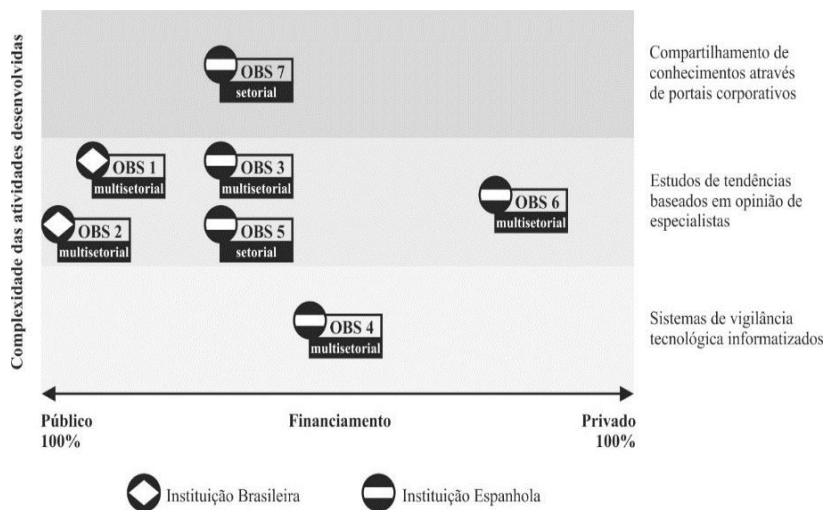 Complexidade das atividades desenvolvidas
OBS 7
setorial
Compartilhamento de
conhecimentos através
de portais corporativos
OBS 1
multisetorial
OBS 3
multisetorial
OBS 6
multisetorial
OBS 2
multisetorial
OBS 5
setorial
Estudos de tendências
baseados em opinião de
especialistas
OBS 4
multisetorial
Sistemas de vigilância
tecnológica informatizados
Público
100%
Financiamento
Privado
100%
Instituição Brasileira
Instituição Espanhola